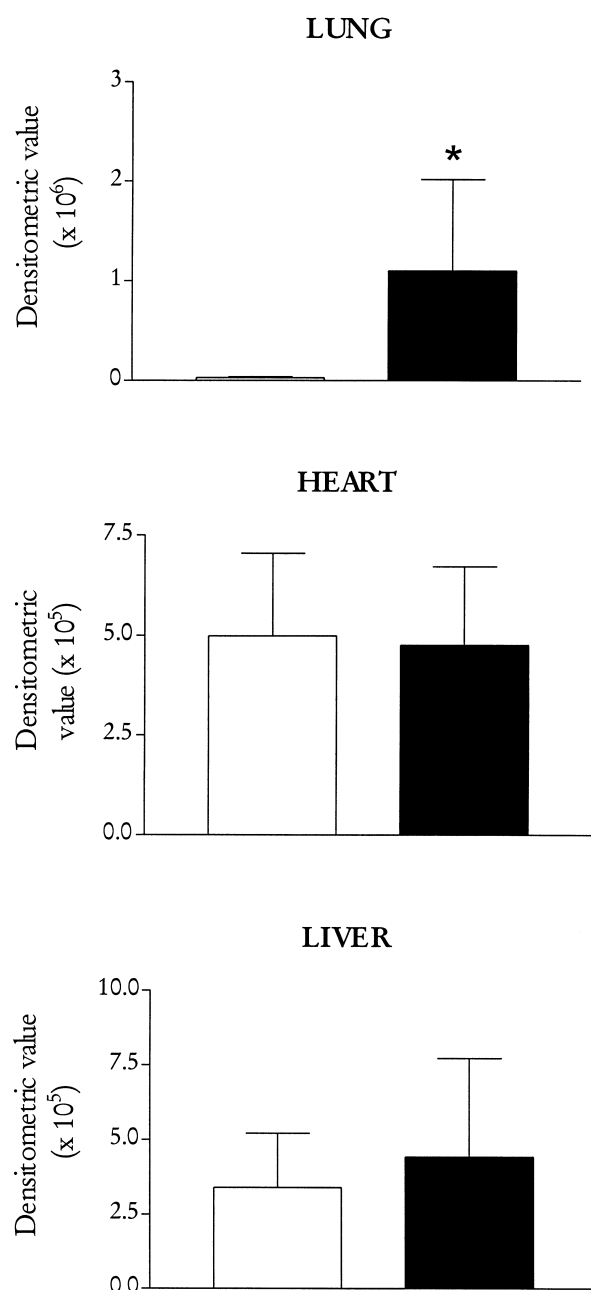 LUNG
Densitometric value
(x 10⁶)
3
2
1
0
*
HEART
Densitometric
value (x 10⁵)
7.5
5.0
2.5
0.0
LIVER
Densitometric value
(x 10⁵)
10.0
7.5
5.0
2.5
0.0